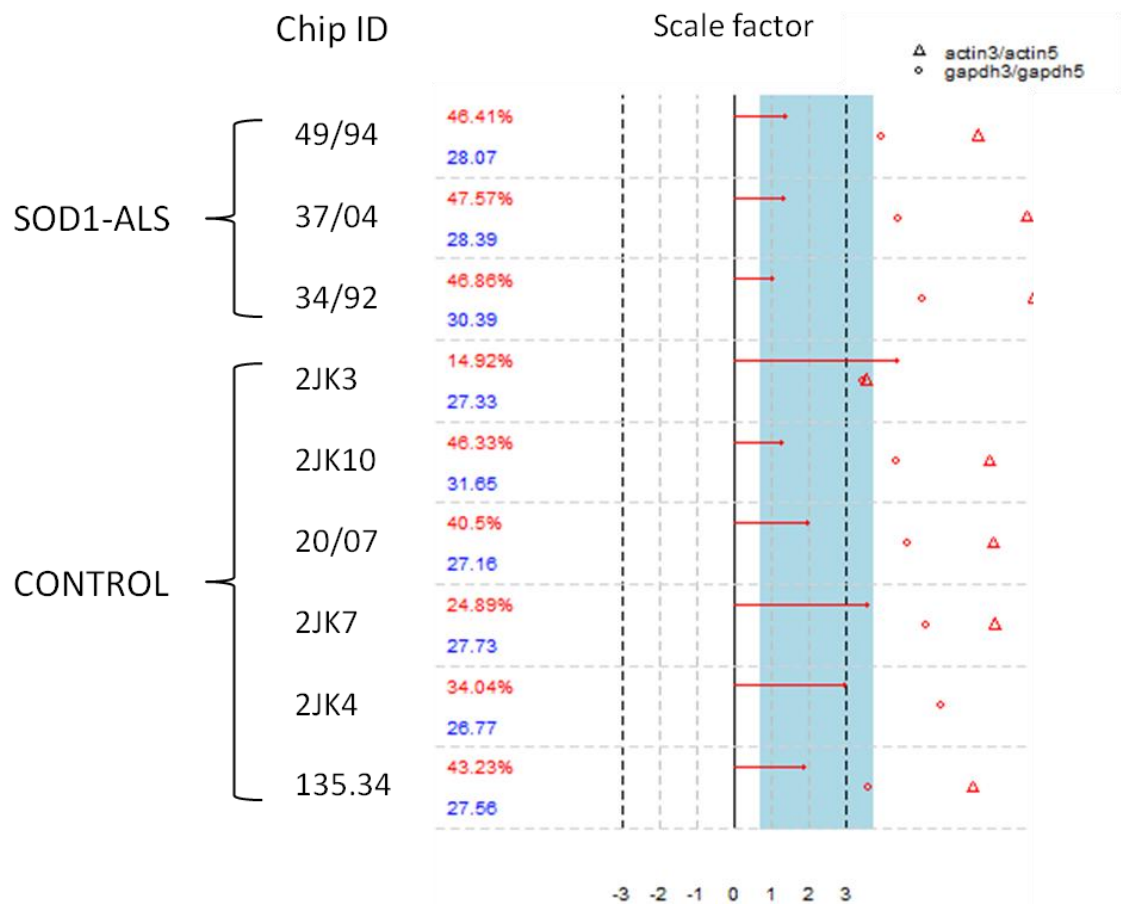 Chip ID
Scale factor
actin3/actin5
gapdh3/gapdh5
SOD1-ALS
49/94
46.41%
28.07
37/04
47.57%
28.39
34/92
46.86%
30.39
CONTROL
2JK3
14.92%
27.33
2JK10
46.33%
31.65
20/07
40.5%
27.16
2JK7
24.89%
27.73
2JK4
34.04%
26.77
135.34
43.23%
27.56
-3 -2 -1 0 1 2 3